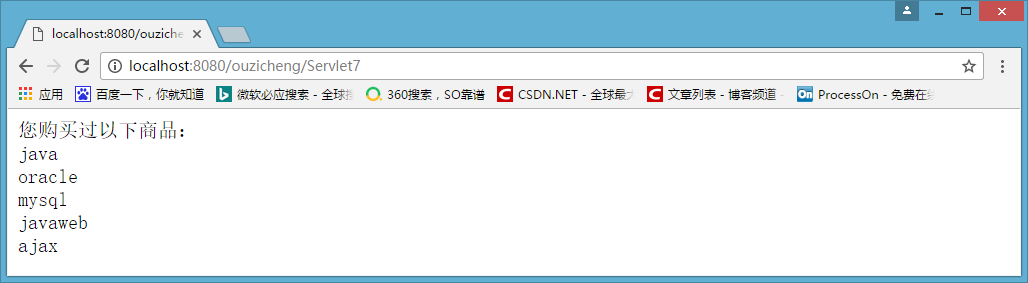 localhost:8080/ouziche
localhost:8080/ouzicheng/Servlet7
应用 百度一下，你就知道 微软必应搜索 - 全球搜 360搜索，SO靠谱 CSDN.NET - 全球最大 文章列表 - 博客频道 - ProcessOn - 免费在线
您购买过以下商品：
java
oracle
mysql
javaweb
ajax